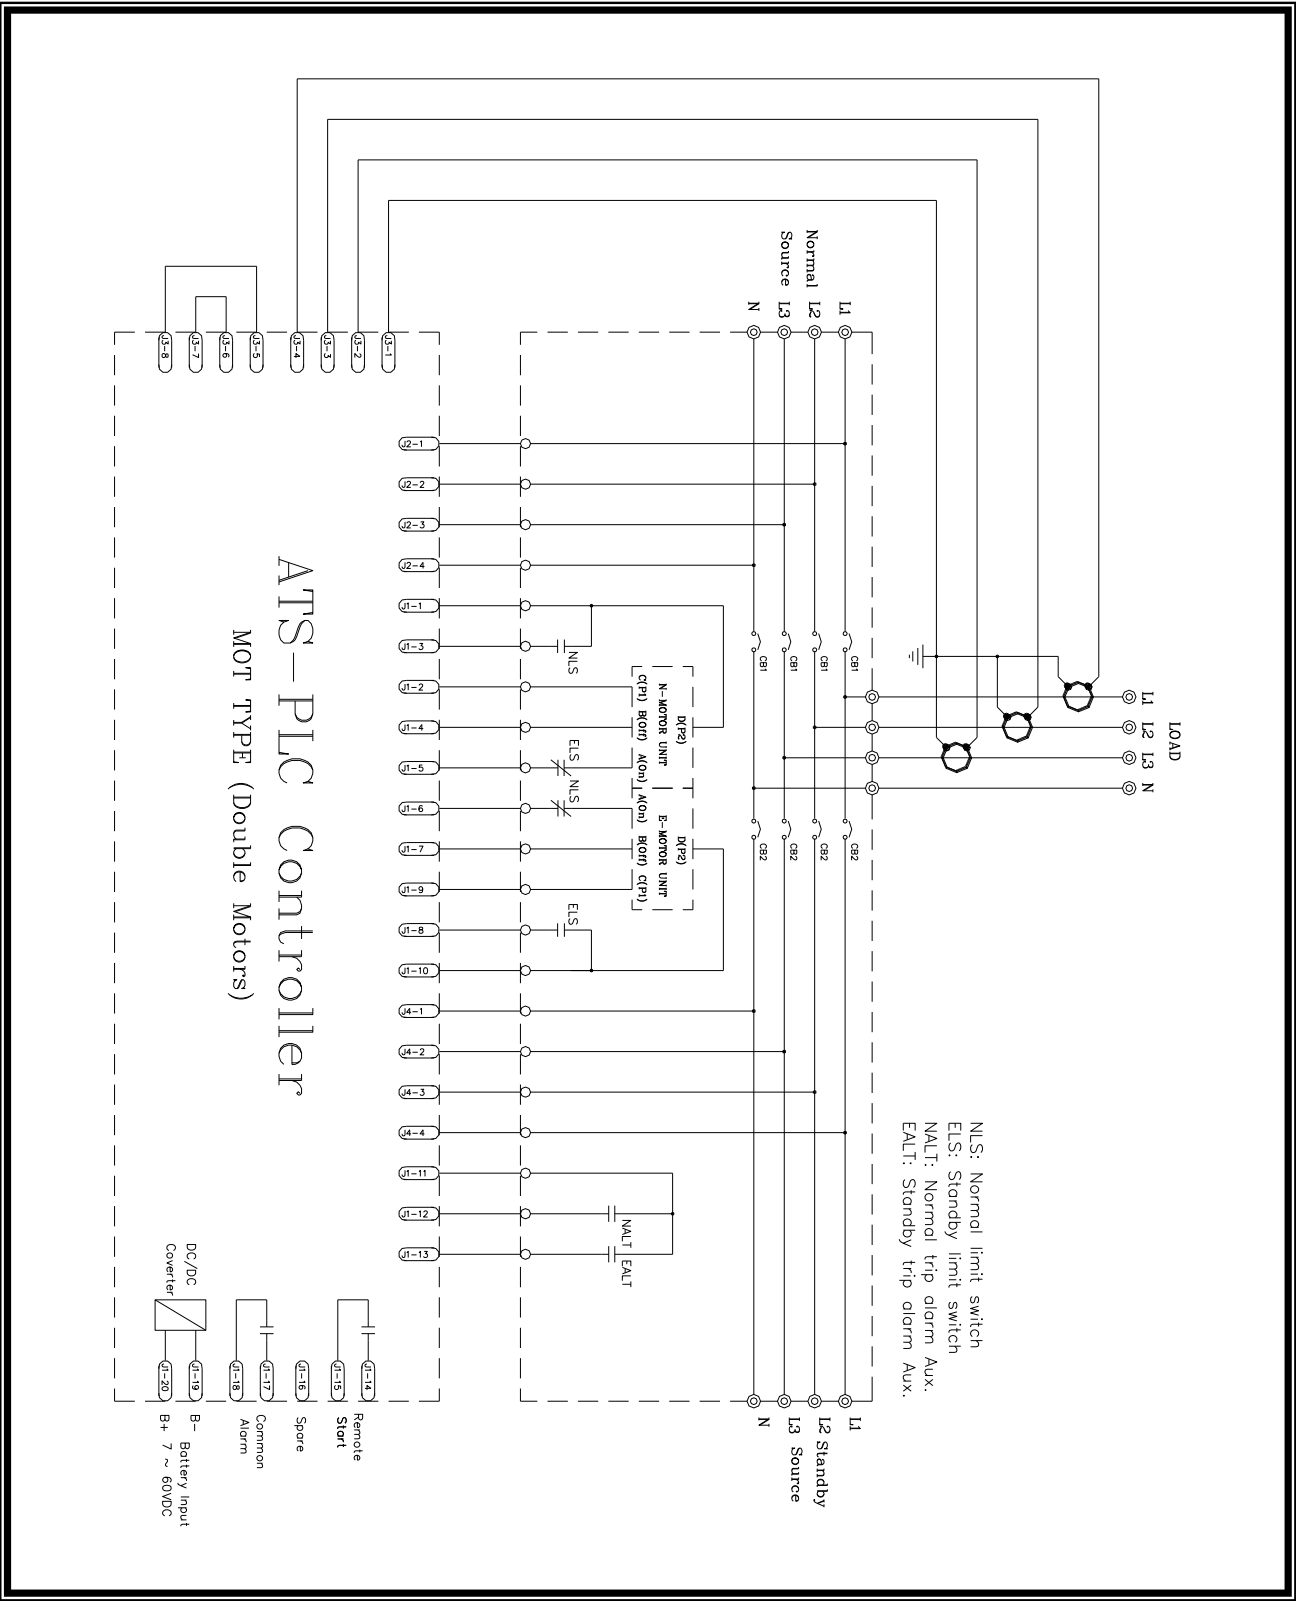 LOAD
L1
L2
L3
N
Normal
Source
L1
L2
L3
N
CB1
CB1
CB1
CB1
CB2
CB2
CB2
CB2
L1
L2
L3
N
Standby
Source
NLS: Normal limit switch
ELS: Standby limit switch
NALT: Normal trip alarm Aux.
EALT: Standby trip alarm Aux.
D(P2)
N-MOTOR UNIT
C(P1)
B(Off)
A(On)
D(P2)
E-MOTOR UNIT
A(On)
B(Off)
C(P1)
NLS
ELS
NLS
ELS
NALT
EALT
J3-1
J3-2
J3-3
J3-4
J3-5
J3-6
J3-7
J3-8
J2-1
J2-2
J2-3
J2-4
J1-1
J1-3
J1-2
J1-4
J1-5
J1-6
J1-7
J1-9
J1-8
J1-10
J4-1
J4-2
J4-3
J4-4
J1-11
J1-12
J1-13
ATS-PLC Controller
MOT TYPE (Double Motors)
DC/DC
Coverter
J1-14
J1-15
J1-16
J1-17
J1-18
J1-19
J1-20
Remote
Start
Spare
Common
Alarm
B- Battery Input
B+ 7 ~ 60VDC